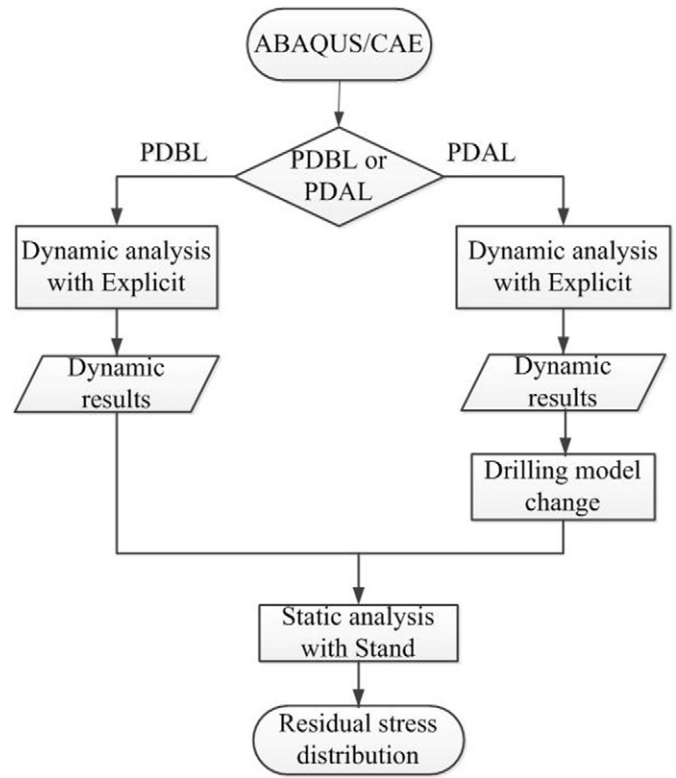 ABAQUS/CAE
PDBL
PDBL or
PDAL
PDAL
Dynamic analysis
with Explicit
Dynamic analysis
with Explicit
Dynamic
results
Dynamic
results
Drilling model
change
Static analysis
with Stand
Residual stress
distribution